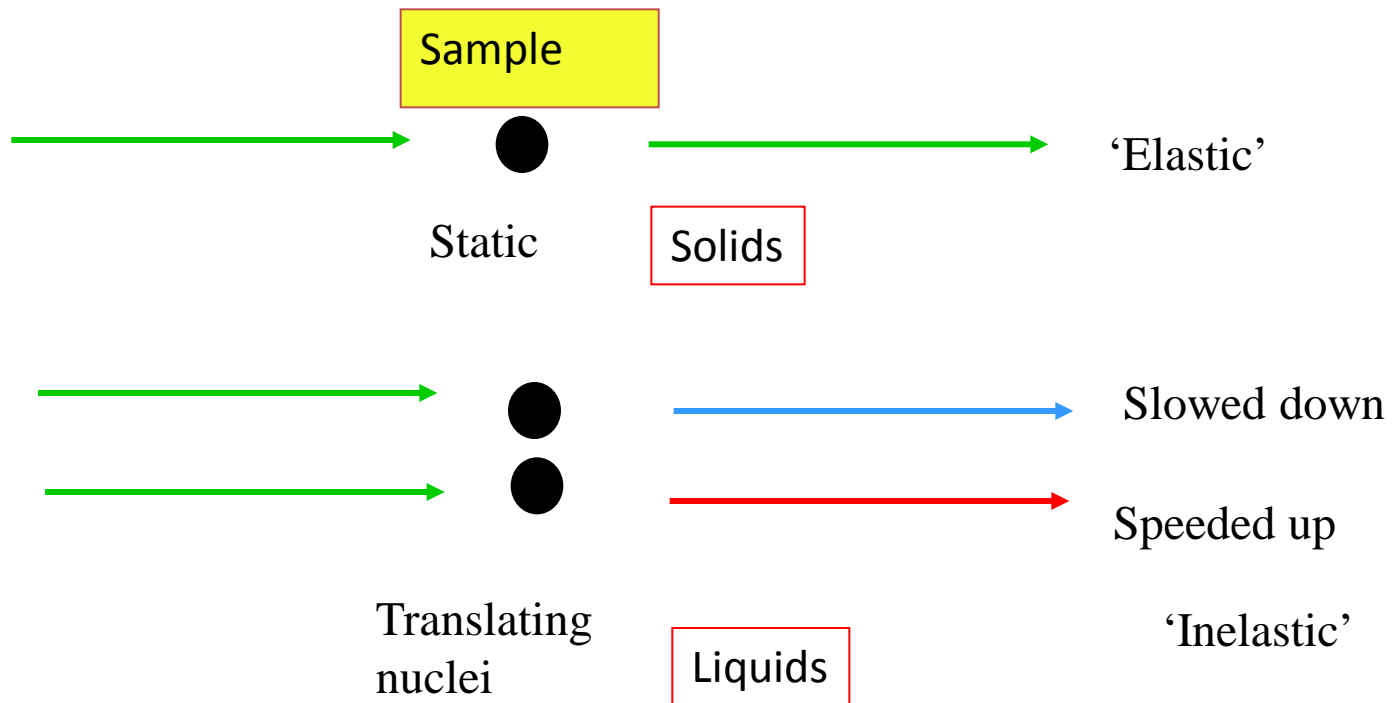 Sample
‘Elastic’
Static
Solids
Slowed down
Speeded up
Translating
nuclei
‘Inelastic’
Liquids